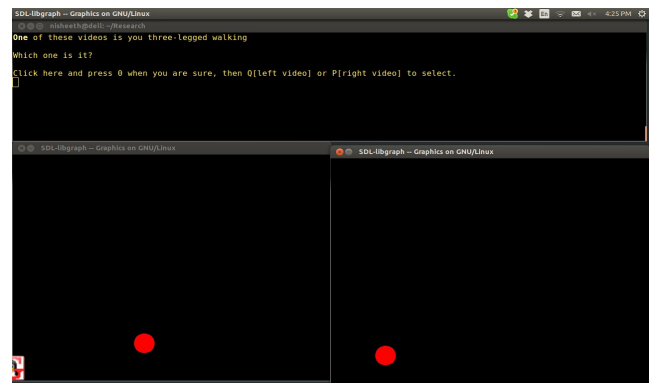 SDL-libgraph -- Graphics on GNU/Linux
En
4:25 PM
nisheeth@dell: ~/Research
One of these videos is you three-legged walking
Which one is it?
Click here and press 0 when you are sure, then Q[left video] or P[right video] to select.
SDL-libgraph -- Graphics on GNU/Linux
SDL-libgraph -- Graphics on GNU/Linux